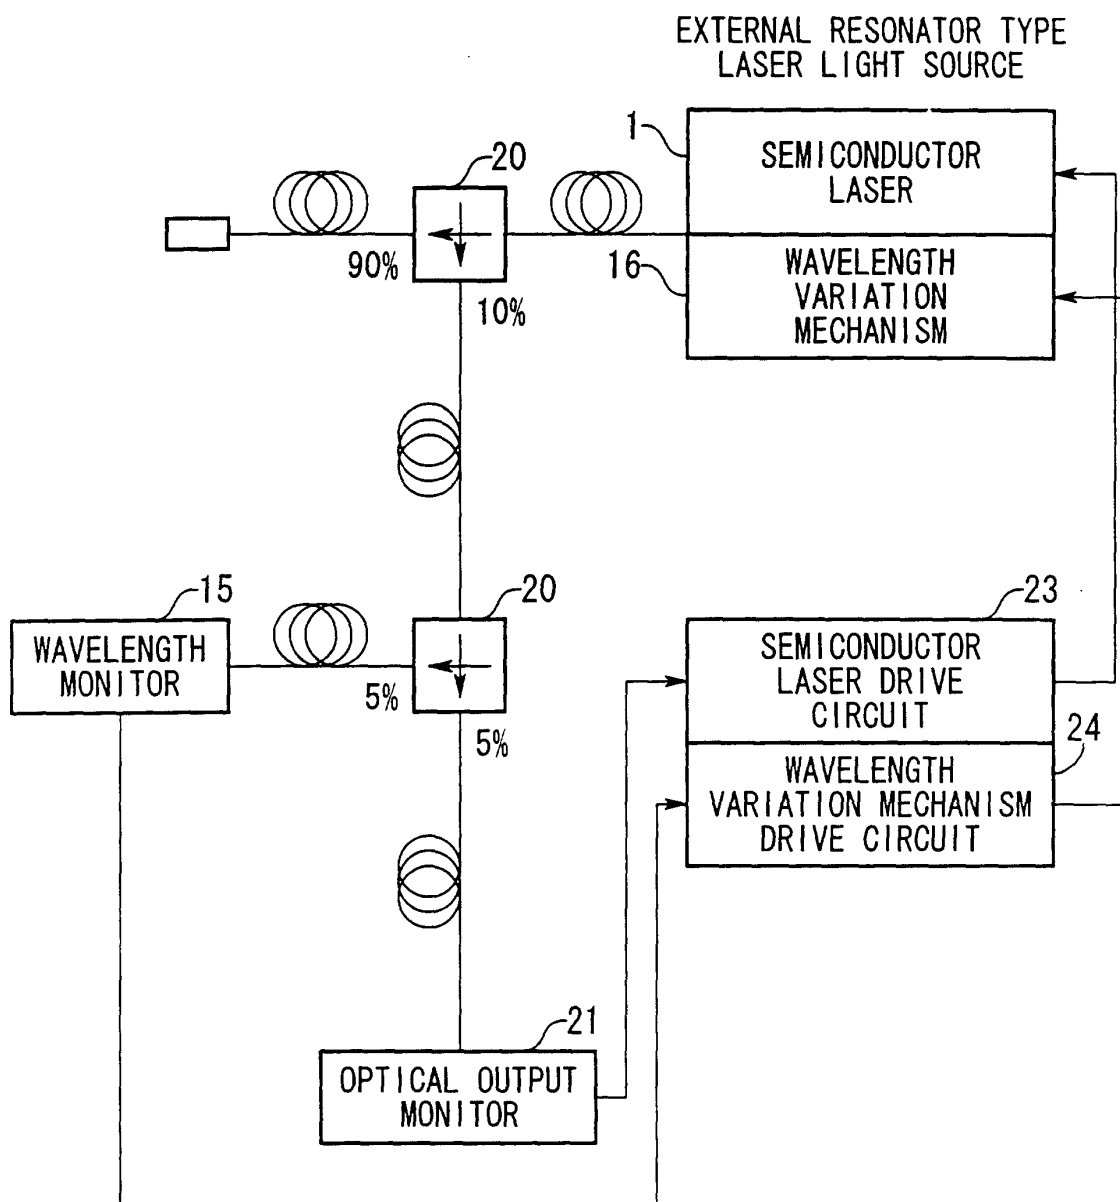 EXTERNAL RESONATOR TYPE
LASER LIGHT SOURCE
1
SEMICONDUCTOR
LASER
20
90%
10%
16
WAVELENGTH
VARIATION
MECHANISM
15
WAVELENGTH
MONITOR
20
5%
5%
23
SEMICONDUCTOR
LASER DRIVE
CIRCUIT
24
WAVELENGTH
VARIATION MECHANISM
DRIVE CIRCUIT
21
OPTICAL OUTPUT
MONITOR